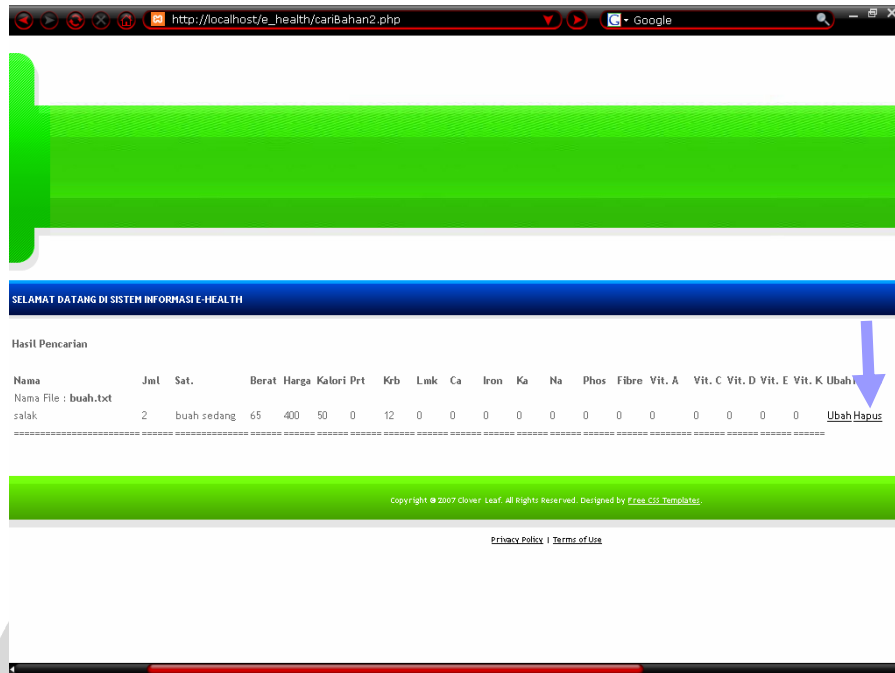 http://localhost/e_health/cariBahan2.php
G Google
SELAMAT DATANG DI SISTEM INFORMASI E-HEALTH
Hasil Pencarian
Nama Jml Sat. Berat Harga Kalori Prt Krb Lmk Ca Iron Ka Na Phos Fibre Vit. A Vit. C Vit. D Vit. E Vit. K Ubah
Nama File : buah.txt
salak 2 buah sedang 65 400 50 0 12 0 0 0 0 0 0 0 0 0 0 0 0 Ubah Hapus
Copyright © 2007 Clover Leaf. All Rights Reserved. Designed by Free CSS Templates.
Privacy Policy | Terms of Use